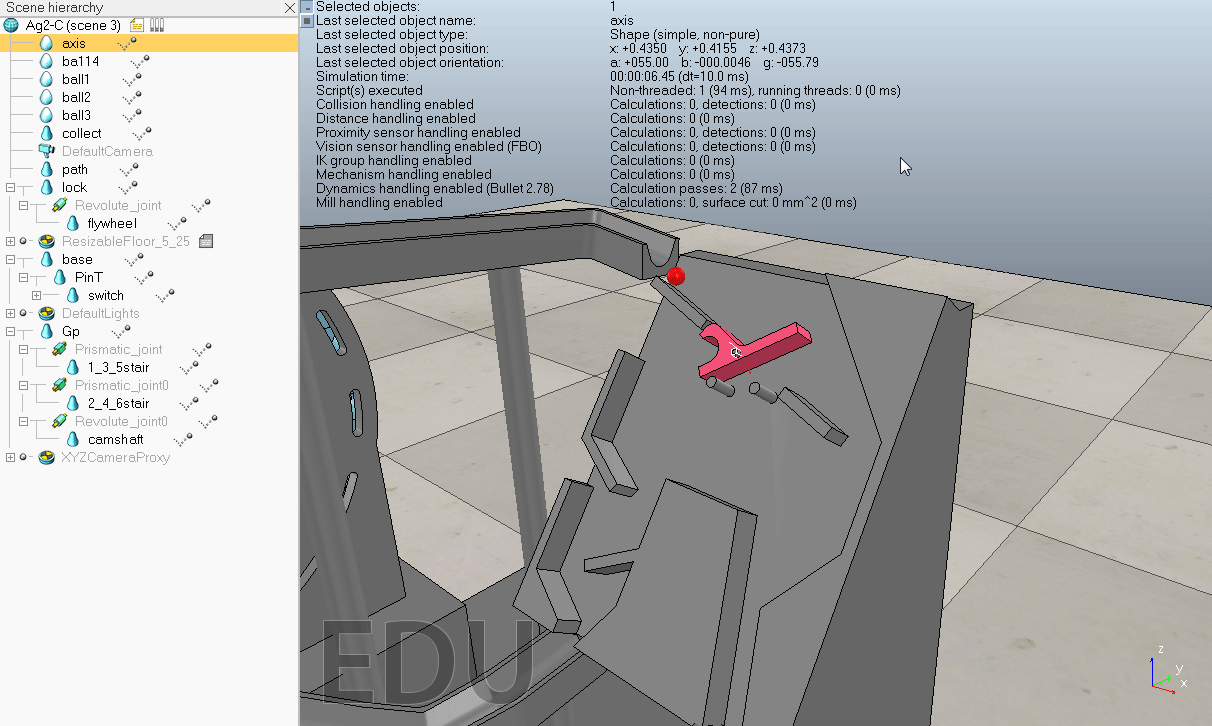 Scene hierarchy
Ag2-C (scene 3)
axis
ba114
ball1
ball2
ball3
collect
DefaultCamera
path
lock
Revolute_joint
flywheel
ResizableFloor_5_25
base
PinT
switch
DefaultLights
Gp
Prismatic_joint
1_3_5stair
Prismatic_joint0
2_4_6stair
Revolute_joint0
camshaft
XYZCameraProxy
Selected objects: 1
Last selected object name: axis
Last selected object type: Shape (simple, non-pure)
Last selected object position: x: +0.4350 y: +0.4155 z: +0.4373
Last selected object orientation: a: +055.00 b: -000.0046 g: -055.79
Simulation time: 00:00:06.45 (dt=10.0 ms)
Script(s) executed Non-threaded: 1 (94 ms), running threads: 0 (0 ms)
Collision handling enabled Calculations: 0, detections: 0 (0 ms)
Distance handling enabled Calculations: 0 (0 ms)
Proximity sensor handling enabled Calculations: 0, detections: 0 (0 ms)
Vision sensor handling enabled (FBO) Calculations: 0, detections: 0 (0 ms)
IK group handling enabled Calculations: 0 (0 ms)
Mechanism handling enabled Calculations: 0 (0 ms)
Dynamics handling enabled (Bullet 2.78) Calculation passes: 2 (87 ms)
Mill handling enabled Calculations: 0, surface cut: 0 mm^2 (0 ms)
EDU
z
y
x